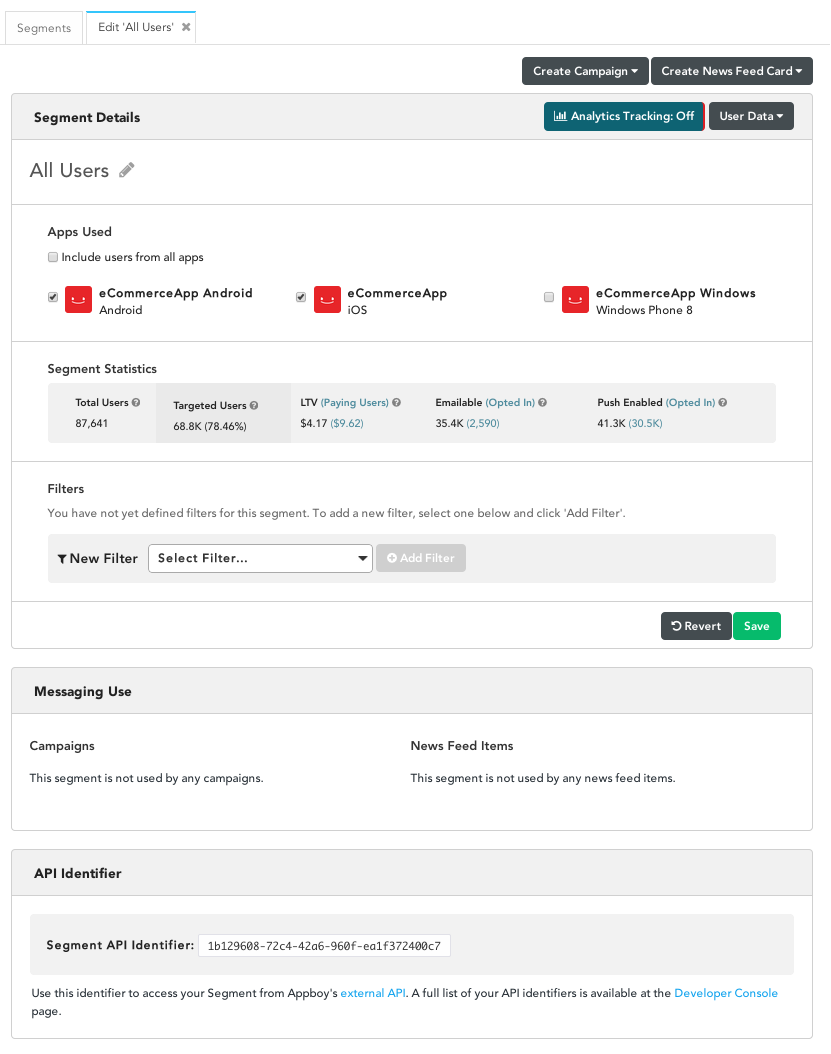 Segments
Edit 'All Users' ✖
Create Campaign
Create News Feed Card
Segment Details
Analytics Tracking: Off
User Data
All Users
Apps Used
Include users from all apps
eCommerceApp Android
Android
eCommerceApp
iOS
eCommerceApp Windows
Windows Phone 8
Segment Statistics
Total Users
87,641
Targeted Users
68.8K (78.46%)
LTV (Paying Users)
$4.17 ($9.62)
Emailable (Opted In)
35.4K (2,590)
Push Enabled (Opted In)
41.3K (30.5K)
Filters
You have not yet defined filters for this segment. To add a new filter, select one below and click 'Add Filter'.
New Filter
Select Filter...
Add Filter
Revert
Save
Messaging Use
Campaigns
This segment is not used by any campaigns.
News Feed Items
This segment is not used by any news feed items.
API Identifier
Segment API Identifier: 1b129608-72c4-42a6-960f-ea1f372400c7
Use this identifier to access your Segment from Appboy's external API. A full list of your API identifiers is available at the Developer Console
page.